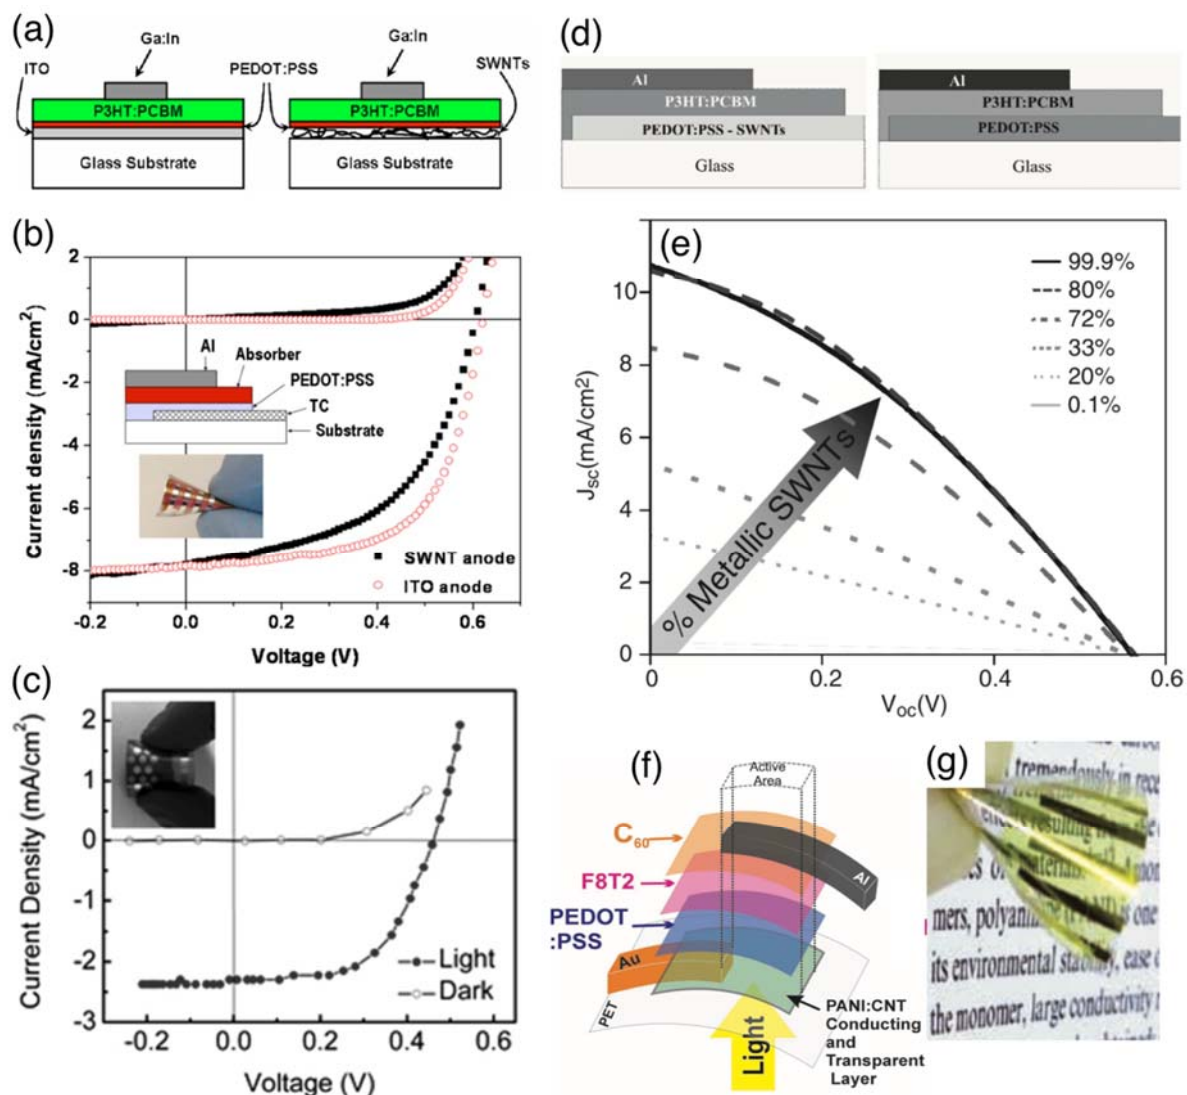 (a)
Ga:In
Ga:In
ITO
PEDOT:PSS
SWNTs
P3HT:PCBM
P3HT:PCBM
Glass Substrate
Glass Substrate
(d)
Al
Al
P3HT:PCBM
P3HT:PCBM
PEDOT:PSS - SWNTs
PEDOT:PSS
Glass
Glass
(b)
Current density (mA/cm²)
2
0
-2
-4
-6
-8
Al
Absorber
PEDOT:PSS
TC
Substrate
SWNT anode
ITO anode
-0.2
0.0
0.2
0.4
0.6
Voltage (V)
(e)
Jsc(mA/cm²)
10
8
6
4
2
0
99.9%
80%
72%
33%
20%
0.1%
% Metallic SWNTs
0
0.2
0.4
0.6
Voc(V)
(c)
Current Density (mA/cm²)
2
1
0
-1
-2
-3
Light
Dark
-0.2
0.0
0.2
0.4
0.6
Voltage (V)
(f)
Active
Area
C60
Al
F8T2
PEDOT
:PSS
Au
PET
Light
PANI:CNT
Conducting
and
Transparent
Layer
(g)
tremendously in rece
resulting
of materials.
mers, polyaniline (PANI) is one
its environmental stability, ease
the monomer, large conductivity